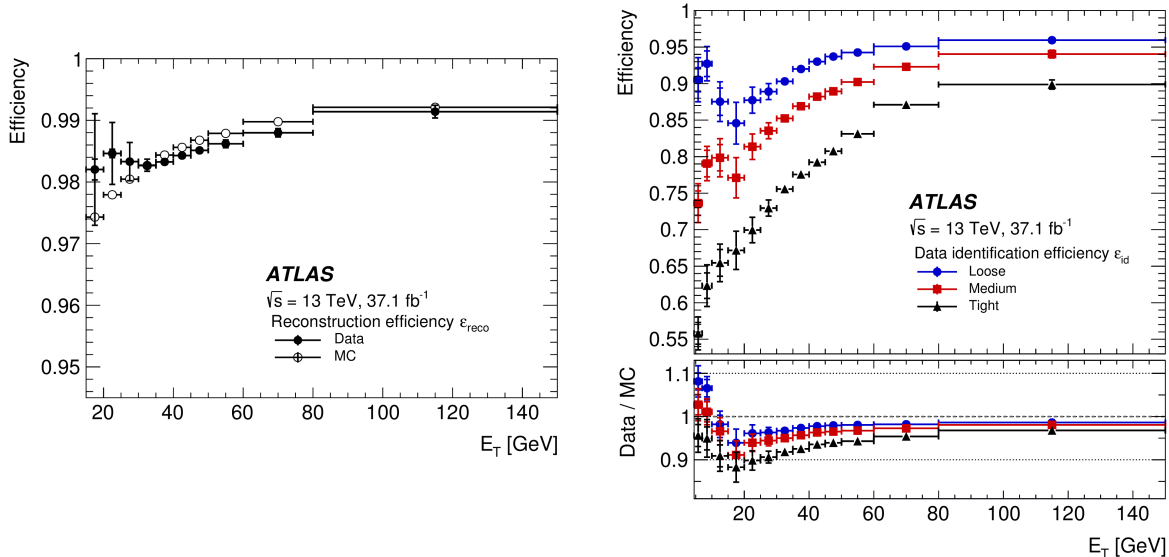 Efficiency
1
0.99
0.98
0.97
0.96
0.95
ATLAS
√s = 13 TeV, 37.1 fb⁻¹
Reconstruction efficiency ε_reco
Data
MC
20 40 60 80 100 120 140
E_T [GeV]
Efficiency
1
0.95
0.9
0.85
0.8
0.75
0.7
0.65
0.6
0.55
ATLAS
√s = 13 TeV, 37.1 fb⁻¹
Data identification efficiency ε_id
Loose
Medium
Tight
Data / MC
1.1
1
0.9
20 40 60 80 100 120 140
E_T [GeV]